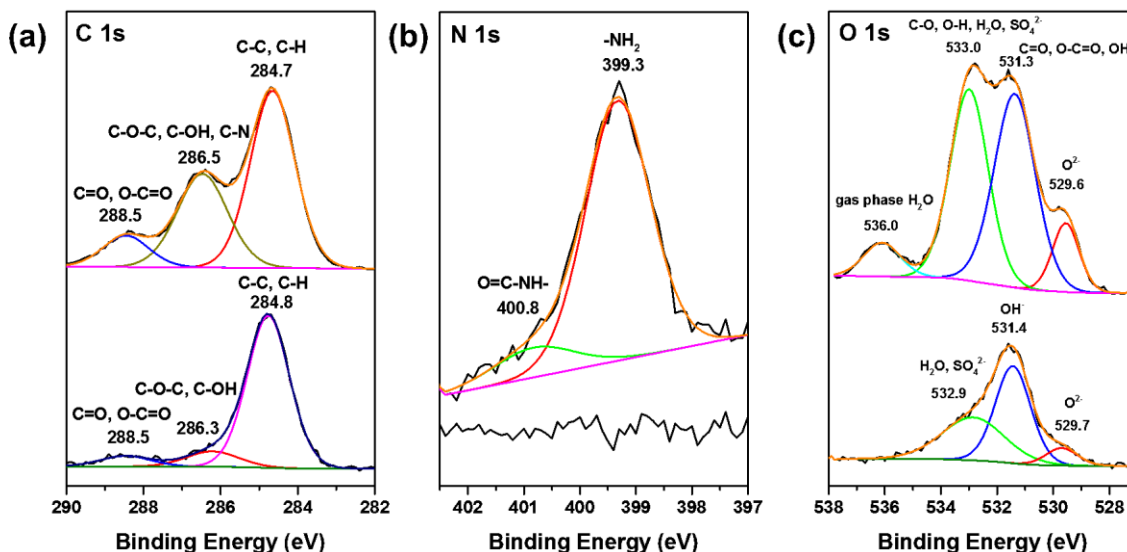 (a)
C 1s
C-C, C-H
284.7
C-O-C, C-OH, C-N
286.5
C=O, O-C=O
288.5
C-C, C-H
284.8
C-O-C, C-OH
286.3
C=O, O-C=O
288.5
290 288 286 284 282
Binding Energy (eV)
(b)
N 1s
-NH₂
399.3
O=C-NH-
400.8
402 401 400 399 398 397
Binding Energy (eV)
(c)
O 1s
C-O, O-H, H₂O, SO₄²⁻
533.0
C=O, O-C=O, OH
531.3
O²⁻
529.6
gas phase H₂O
536.0
OH⁻
531.4
H₂O, SO₄²⁻
532.9
O²⁻
529.7
538 536 534 532 530 528
Binding Energy (eV)